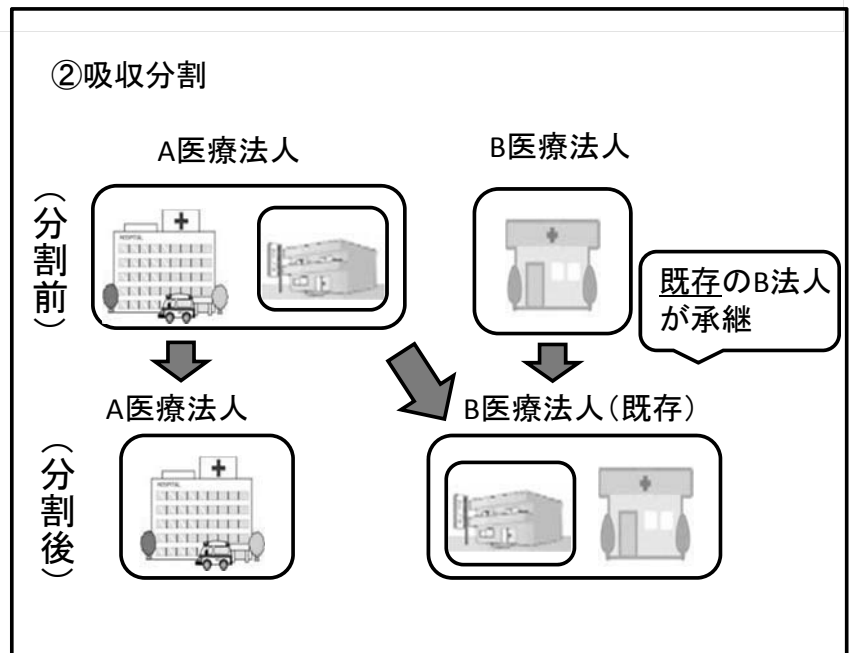 ②吸収分割
A医療法人
B医療法人
(分割前)
HOSPITAL
既存のB法人
が承継
A医療法人
B医療法人(既存)
(分割後)
HOSPITAL